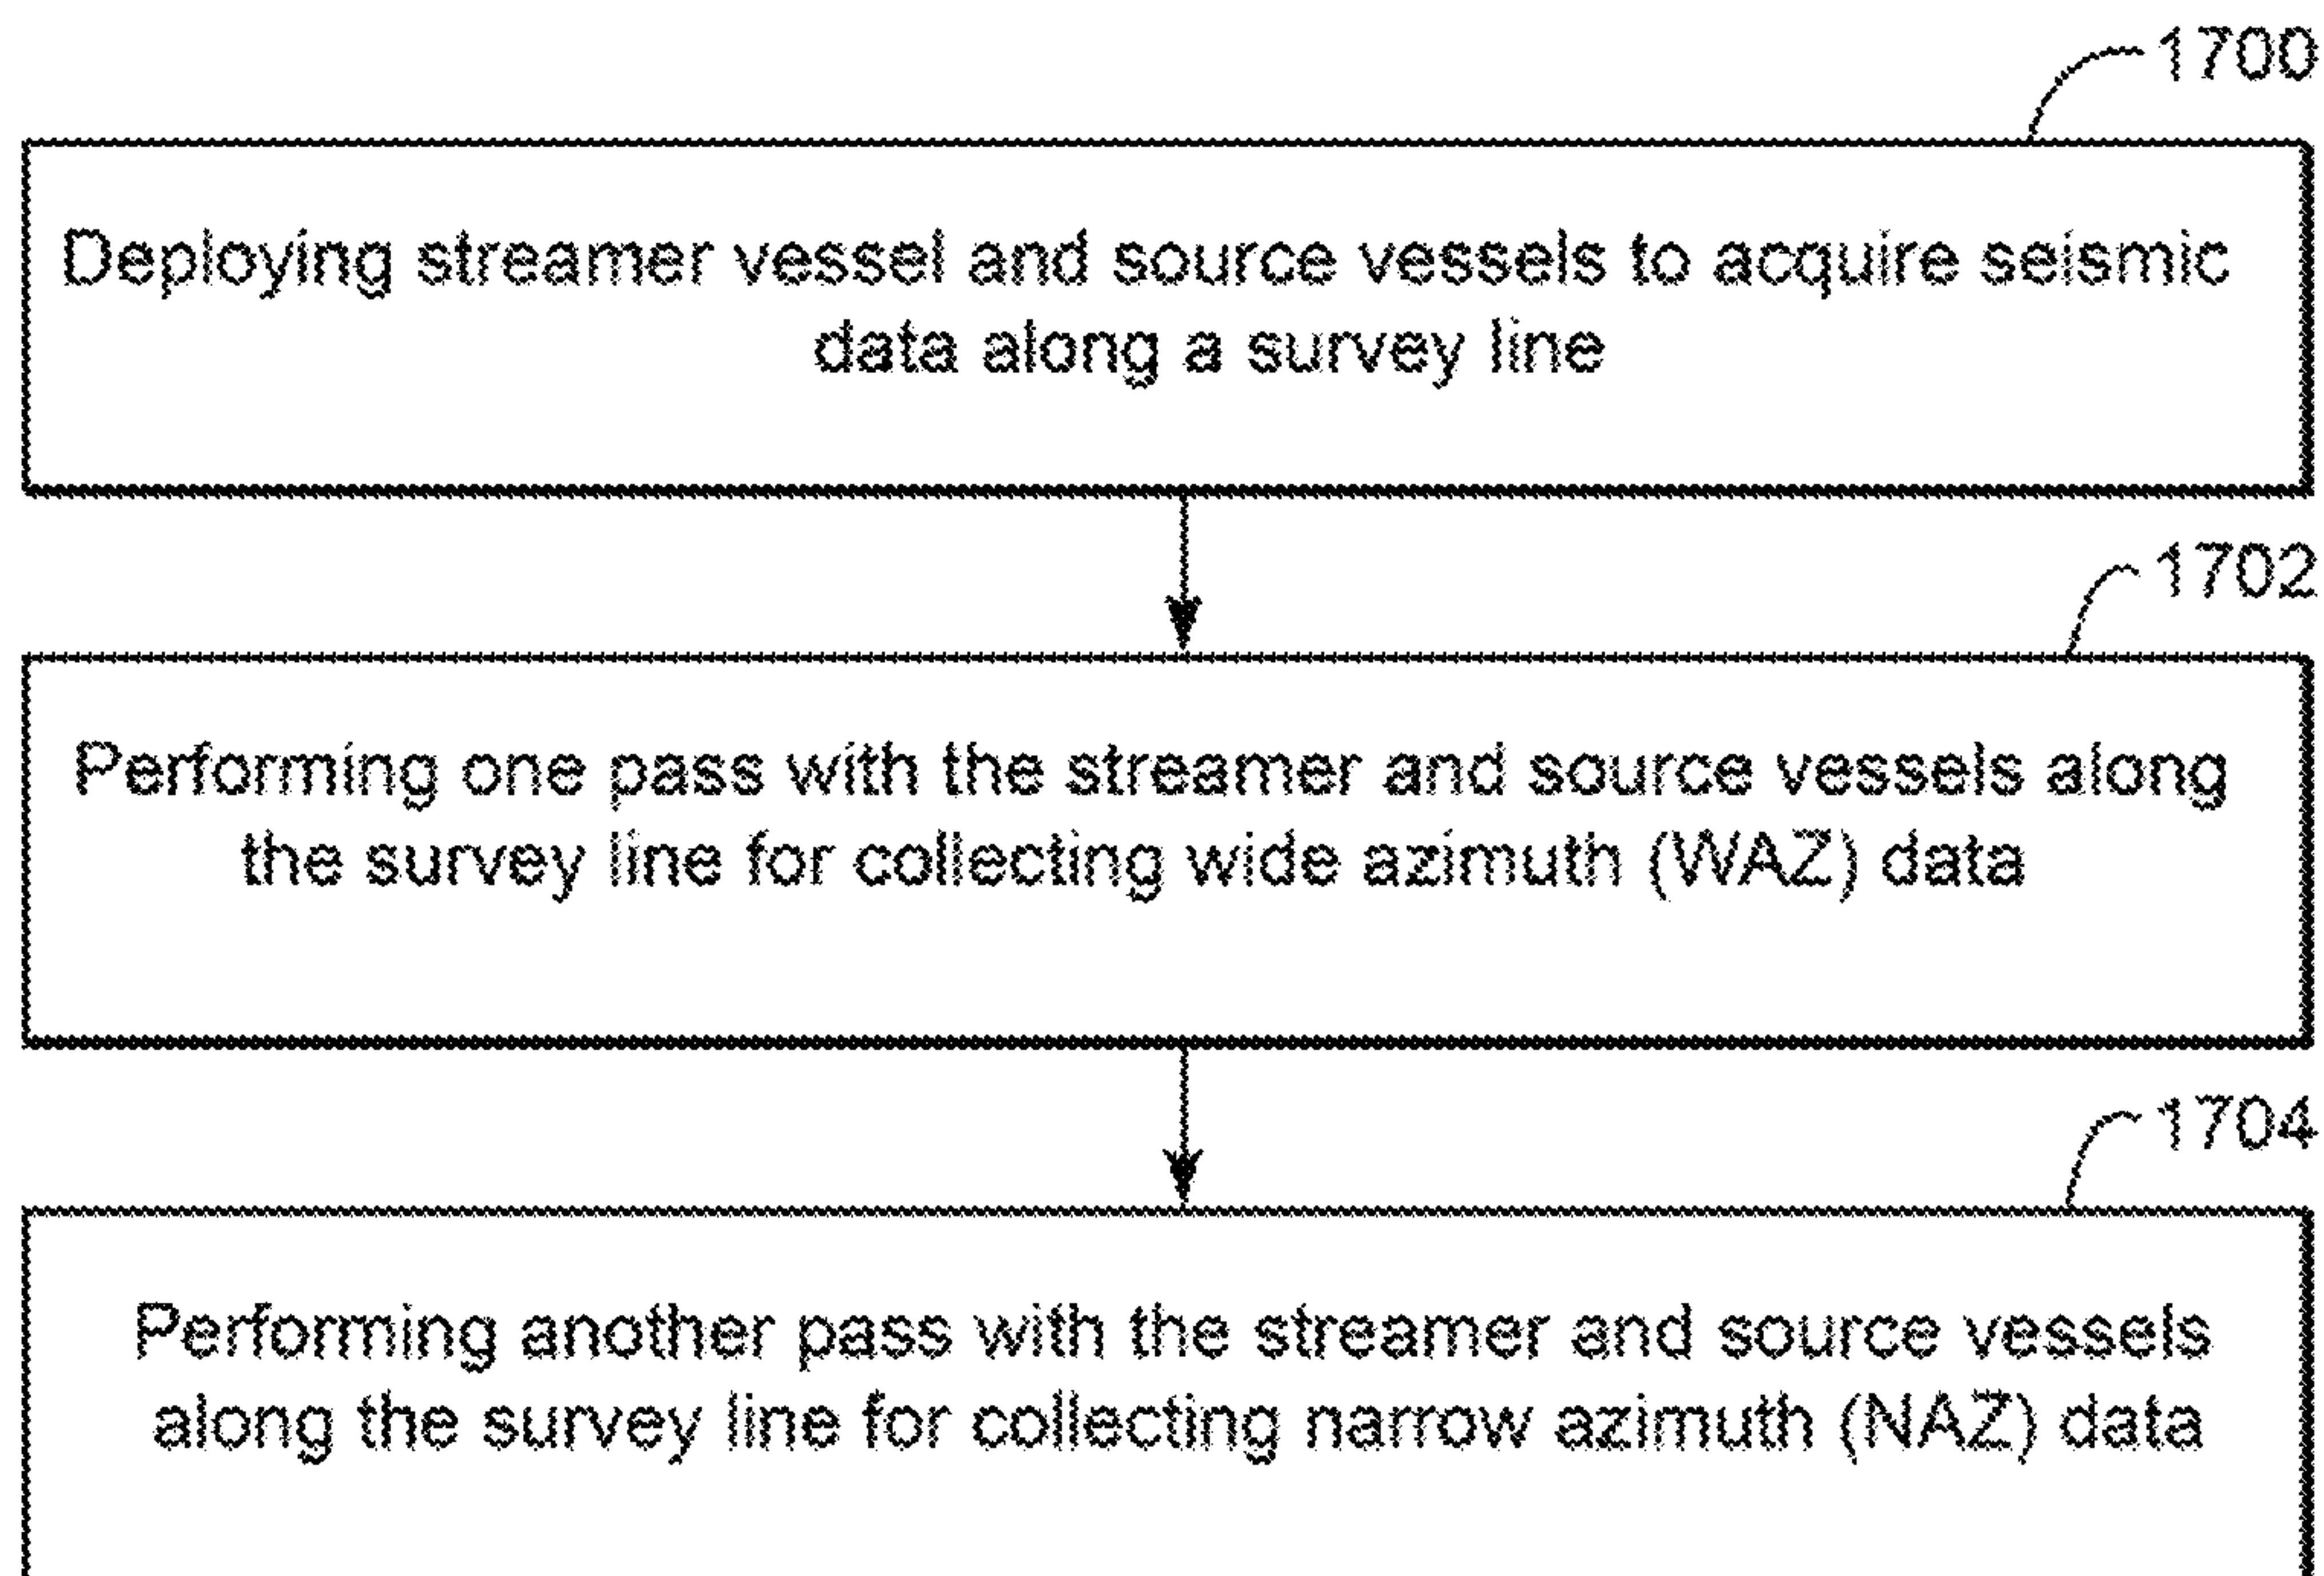 1700
Deploying streamer vessel and source vessels to acquire seismic
data along a survey line
1702
Performing one pass with the streamer and source vessels along
the survey line for collecting wide azimuth (WAZ) data
1704
Performing another pass with the streamer and source vessels
along the survey line for collecting narrow azimuth (NAZ) data